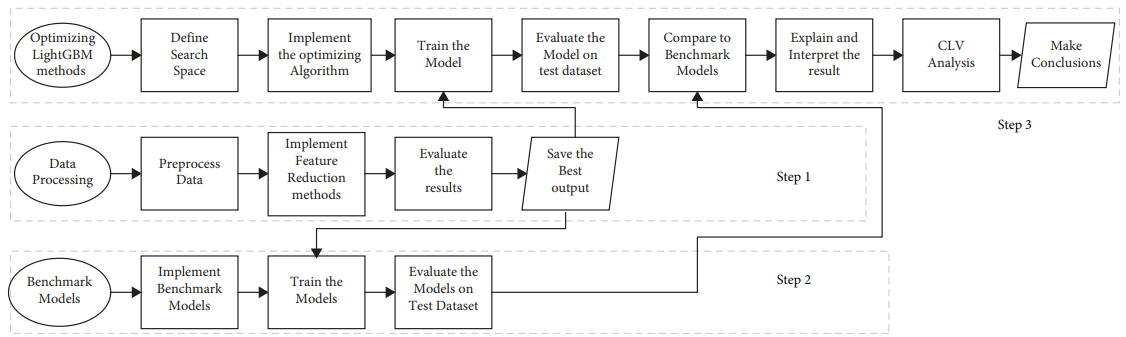 Optimizing
LightGBM
methods
Define
Search
Space
Implement
the optimizing
Algorithm
Train the
Model
Evaluate the
Model on
test dataset
Compare to
Benchmark
Models
Explain and
Interpret the
result
CLV
Analysis
Make
Conclusions
Step 3
Data
Processing
Preprocess
Data
Implement
Feature
Reduction
methods
Evaluate
the
results
Save the
Best
output
Step 1
Benchmark
Models
Implement
Benchmark
Models
Train the
Models
Evaluate the
Models on
Test Dataset
Step 2